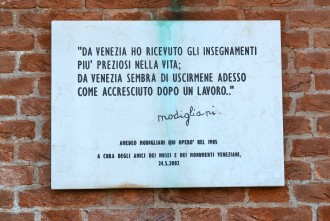 "DA VENEZIA HO RICEVUTO GLI INSEGNAMENTI
PIU' PREZIOSI NELLA VITA;
DA VENEZIA SEMBRA DI USCIRMENE ADESSO
COME ACCRESCIUTO DOPO UN LAVORO.."
modigliani.
AMEDEO MODIGLIANI QUI OPERO' NEL 1905
A CURA DEGLI AMICI DEI MUSEI E DEI MONUMENTI VENEZIANI,
24.5.2003